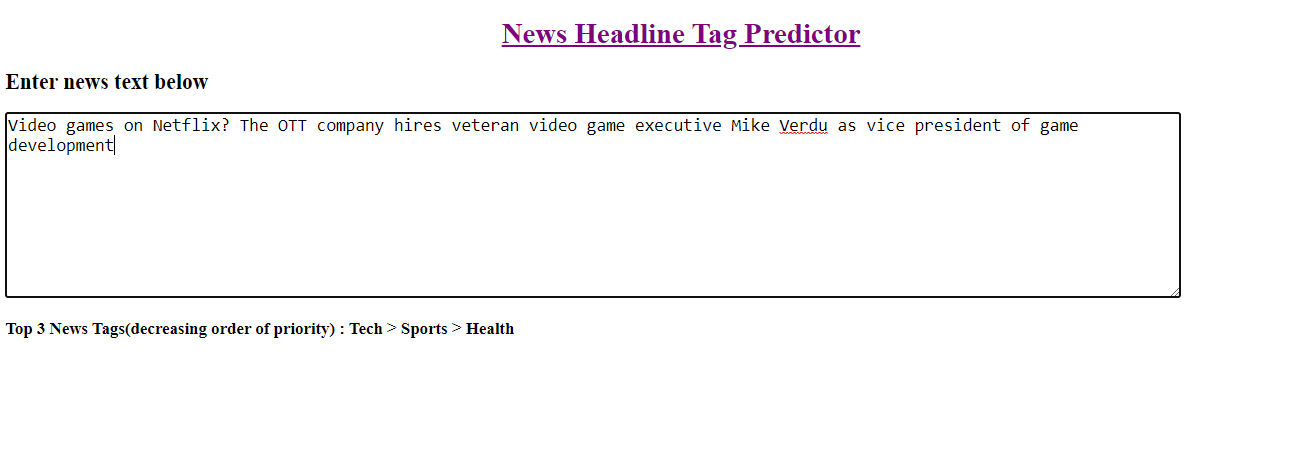 News Headline Tag Predictor
Enter news text below
Video games on Netflix? The OTT company hires veteran video game executive Mike Verdu as vice president of game
development
Top 3 News Tags(decreasing order of priority) : Tech > Sports > Health